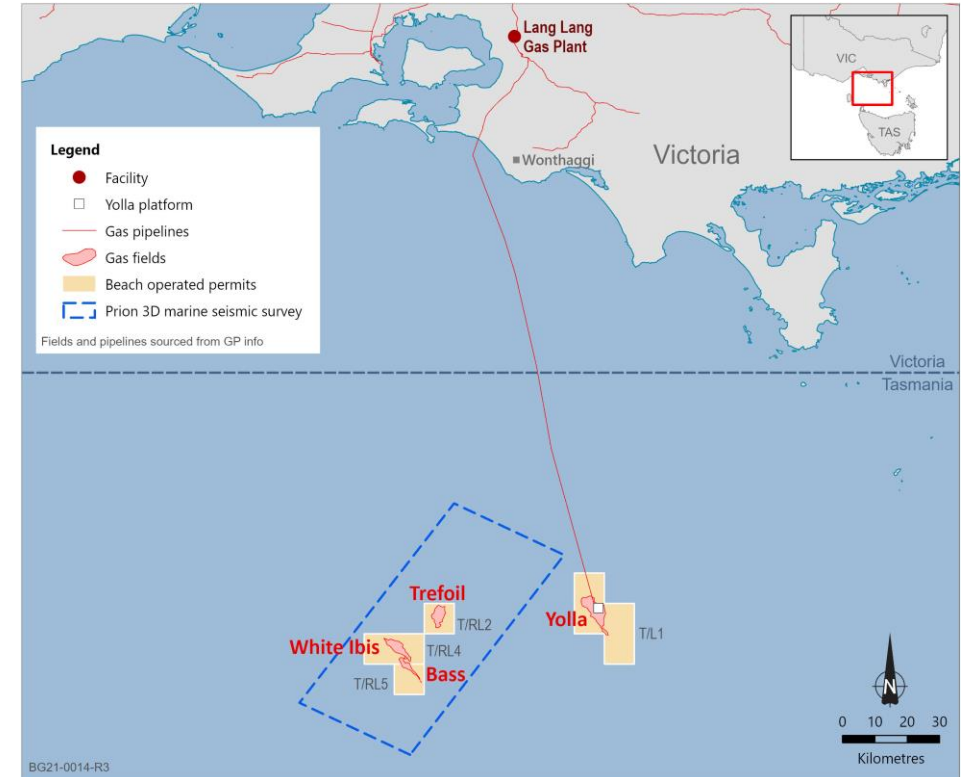 Lang Lang
Gas Plant
VIC
TAS
Legend
Facility
Yolla platform
Gas pipelines
Gas fields
Beach operated permits
Prion 3D marine seismic survey
Fields and pipelines sourced from GP info
Wonthaggi
Victoria
Victoria
Tasmania
Trefoil
T/RL2
Yolla
T/L1
White Ibis
T/RL4
Bass
T/RL5
N
0 10 20 30
Kilometres
BG21-0014-R3